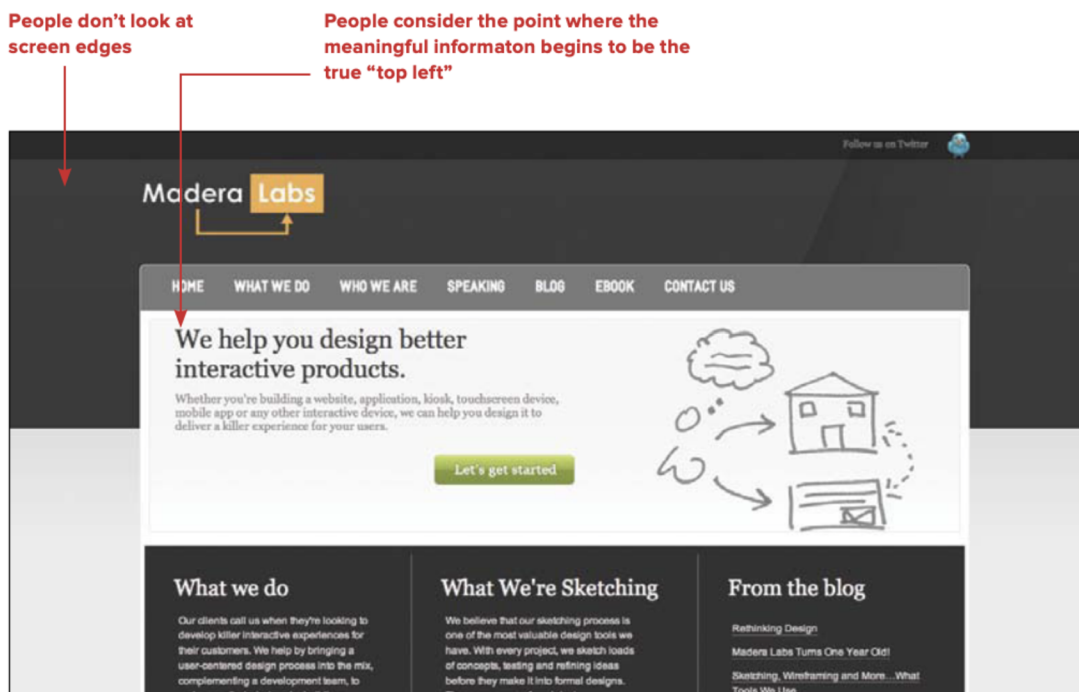 People don't look at
screen edges
People consider the point where the
meaningful informaton begins to be the
true “top left”
Follow us on Twitter
Madera Labs
HOME WHAT WE DO WHO WE ARE SPEAKING BLOG EBOOK CONTACT US
We help you design better
interactive products.
Whether you're building a website, application, kiosk, touchscreen device,
mobile app or any other interactive device, we can help you design it to
deliver a killer experience for your users.
Let's get started
What we do
Our clients call us when they're looking to
develop killer interactive experiences for
their customers. We help by bringing a
user-centered design process into the mix,
complementing a development team, to
What We're Sketching
We believe that our sketching process is
one of the most valuable design tools we
have. With every project, we sketch loads
of concepts, testing and refining ideas
before they make it into formal designs.
From the blog
Rethinking Design
Madera Labs Turns One Year Old!
Sketching, Wireframing and More...What
Tools We Use